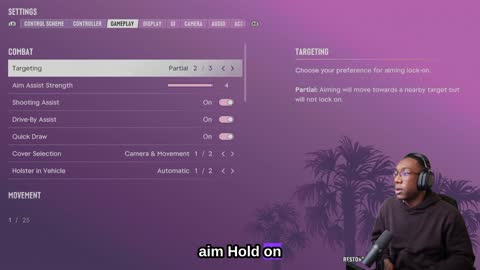 SETTINGS
CONTROL SCHEME CONTROLLER GAMEPLAY DISPLAY UI CAMERA AUDIO ACC
COMBAT
Targeting Partial 2 / 3
Aim Assist Strength 4
Shooting Assist On
Drive-By Assist On
Quick Draw On
Cover Selection Camera & Movement 1 / 2
Holster in Vehicle Automatic 1 / 2
MOVEMENT
1 / 25
TARGETING
Choose your preference for aiming lock-on.
Partial: Aiming will move towards a nearby target but
will not lock on.
aim Hold on